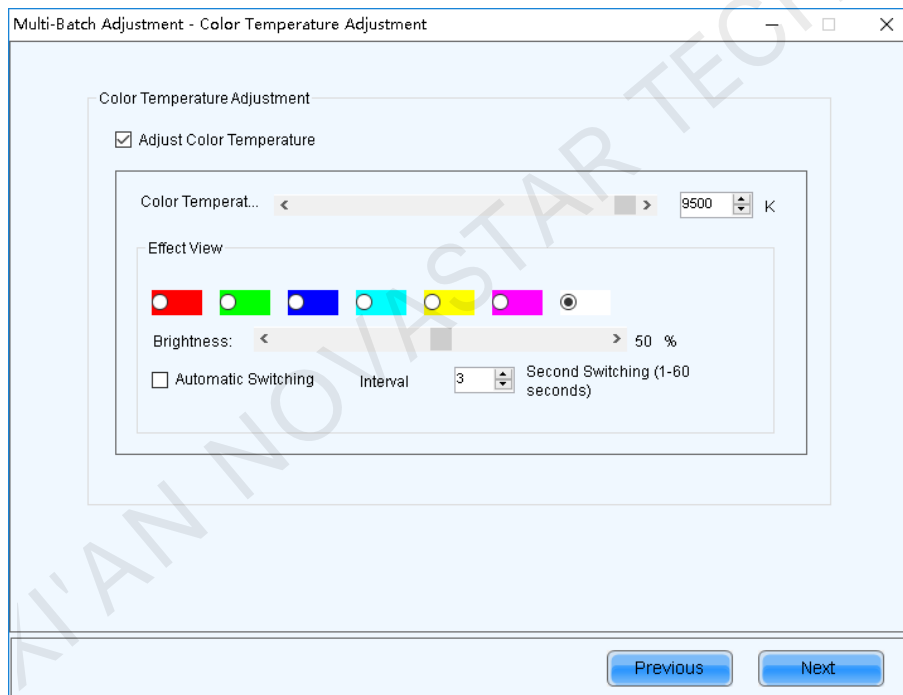 Multi-Batch Adjustment - Color Temperature Adjustment
Color Temperature Adjustment
Adjust Color Temperature
Color Temperat... 9500 K
Effect View
Brightness: 50 %
Automatic Switching Interval 3 Second Switching (1-60
seconds)
Previous Next
XI'AN NOVASTAR TECH